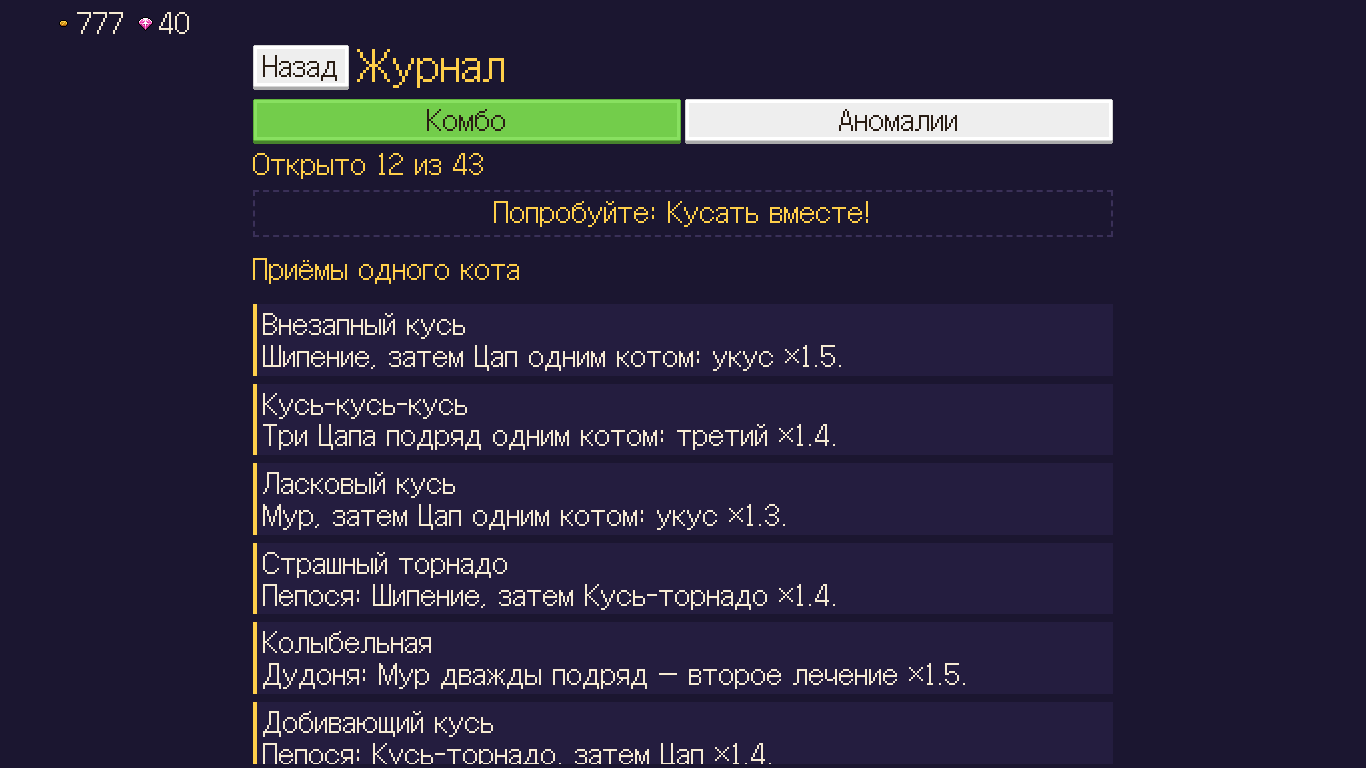 777 40
Назад Журнал
Комбо Аномалии
Открыто 12 из 43
Попробуйте: Кусать вместе!
Приёмы одного кота
Внезапный кусь
Шипение, затем Цап одним котом: укус ×1.5.
Кусь-кусь-кусь
Три Цапа подряд одним котом: третий ×1.4.
Ласковый кусь
Мур, затем Цап одним котом: укус ×1.3.
Страшный торнадо
Пепося: Шипение, затем Кусь-торнадо ×1.4.
Колыбельная
Дудоня: Мур дважды подряд — второе лечение ×1.5.
Добивающий кусь
Пепося: Кусь-торнадо, затем Цап ×1.4.